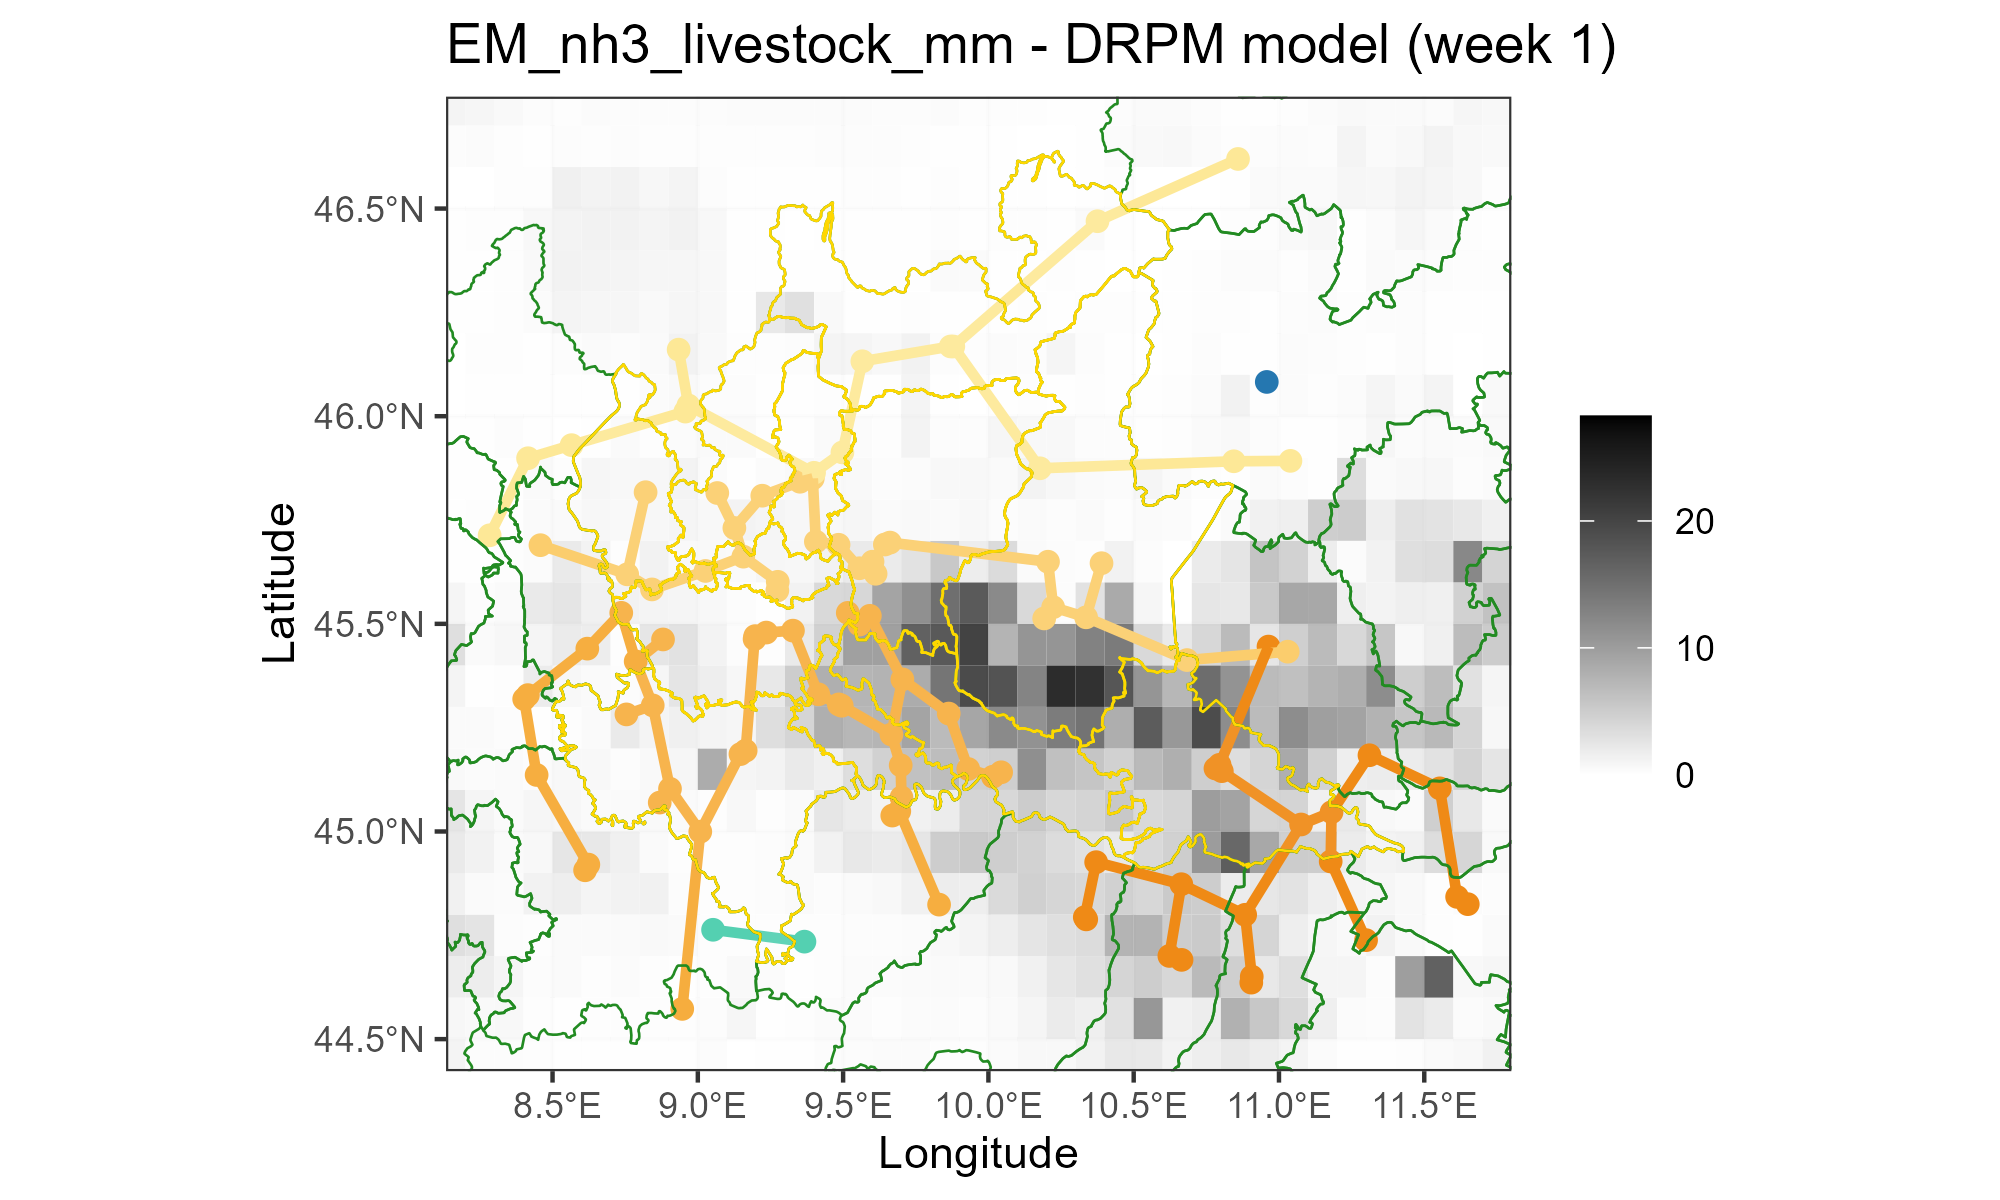 EM_nh3_livestock_mm - DRPM model (week 1)
46.5°N
46.0°N
45.5°N
45.0°N
44.5°N
Latitude
8.5°E
9.0°E
9.5°E
10.0°E
10.5°E
11.0°E
11.5°E
Longitude
20
10
0